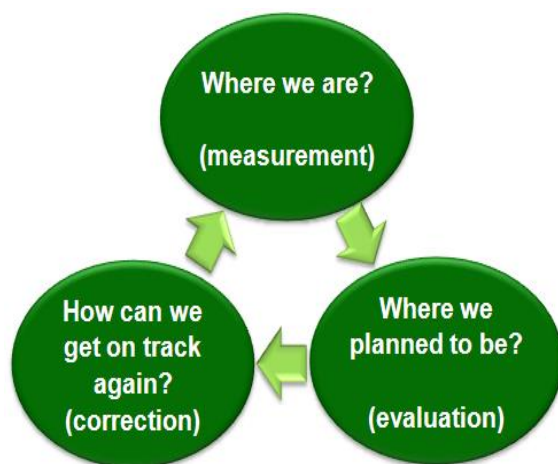 Where we are?
(measurement)
Where we
planned to be?
(evaluation)
How can we
get on track
again?
(correction)